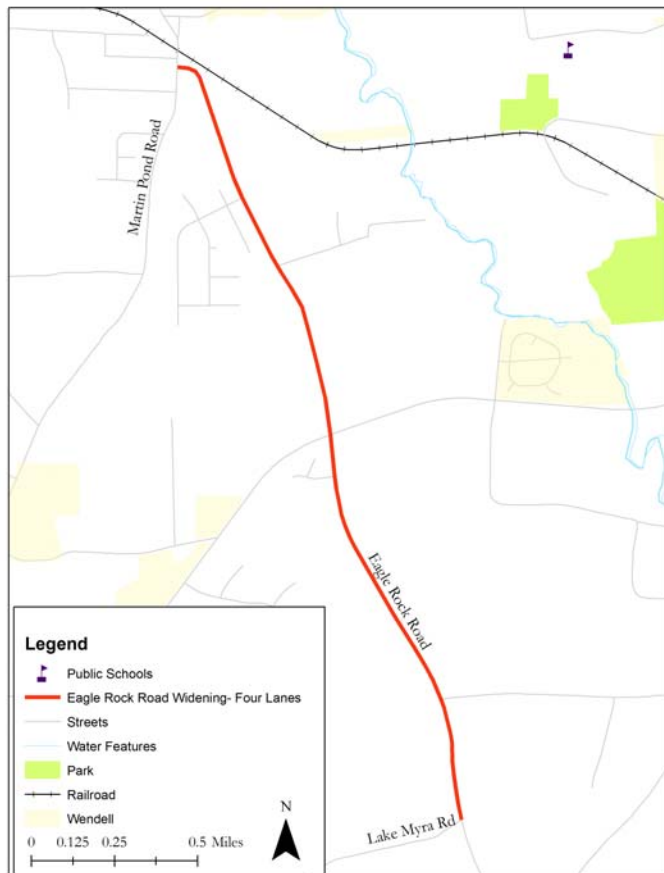 Martin Pond Road
Eagle Rock Road
Lake Myra Rd
Legend
Public Schools
Eagle Rock Road Widening- Four Lanes
Streets
Water Features
Park
Railroad
Wendell
N
0 0.125 0.25 0.5 Miles